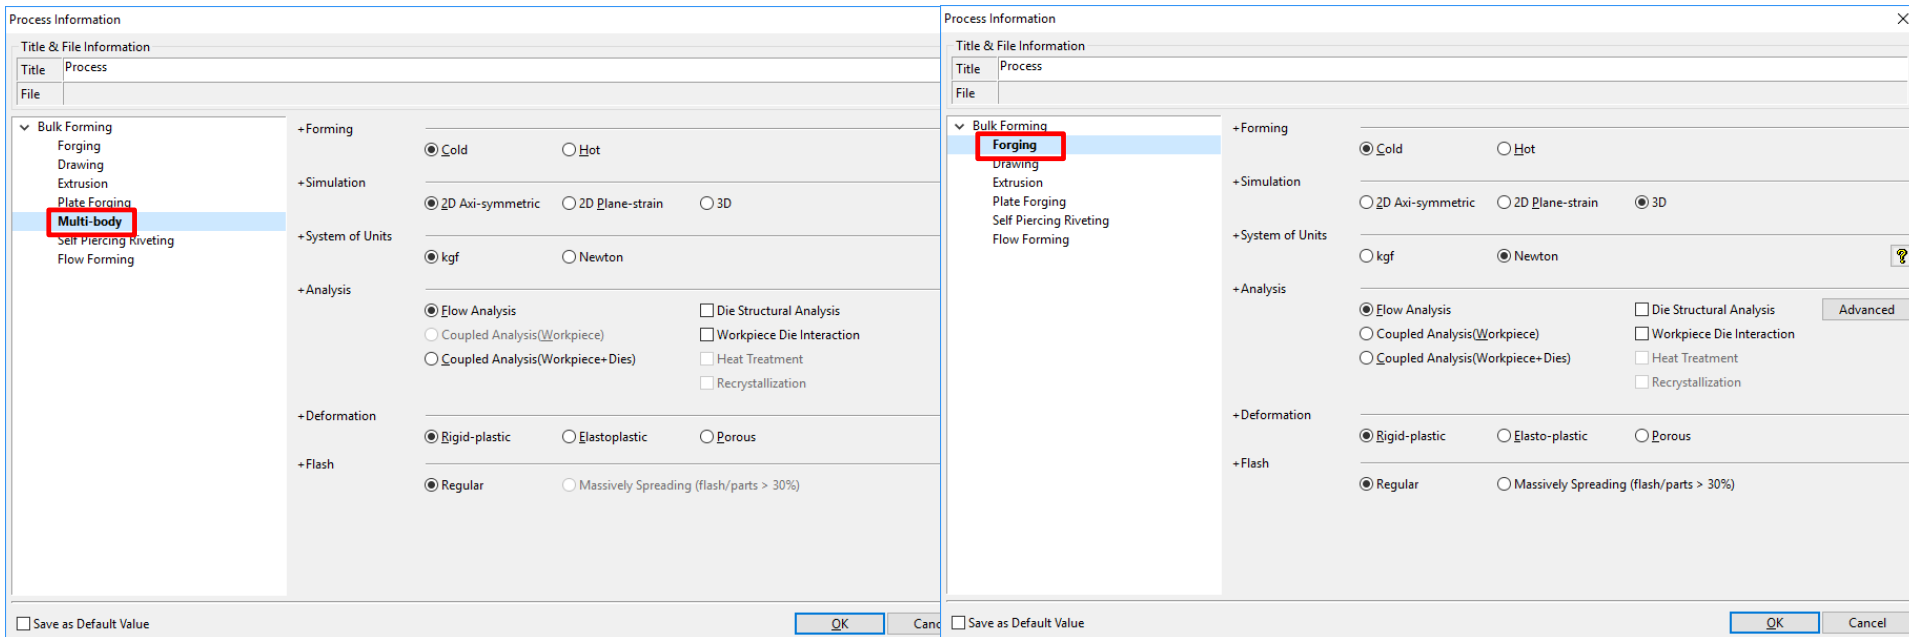 Process Information
Title & File Information
Title Process
File
Bulk Forming
Forging
Drawing
Extrusion
Plate Forging
Multi-body
Self Piercing Riveting
Flow Forming
+Forming
Cold Hot
+Simulation
2D Axi-symmetric 2D Plane-strain 3D
+System of Units
kgf Newton
+Analysis
Flow Analysis Die Structural Analysis
Coupled Analysis(Workpiece) Workpiece Die Interaction
Coupled Analysis(Workpiece+Dies) Heat Treatment
Recrystallization
+Deformation
Rigid-plastic Elastoplastic Porous
+Flash
Regular Massively Spreading (flash/parts > 30%)
Save as Default Value OK Canc
Process Information
Title & File Information
Title Process
File
Bulk Forming
Forging
Drawing
Extrusion
Plate Forging
Self Piercing Riveting
Flow Forming
+Forming
Cold Hot
+Simulation
2D Axi-symmetric 2D Plane-strain 3D
+System of Units
kgf Newton ?
+Analysis
Flow Analysis Die Structural Analysis Advanced
Coupled Analysis(Workpiece) Workpiece Die Interaction
Coupled Analysis(Workpiece+Dies) Heat Treatment
Recrystallization
+Deformation
Rigid-plastic Elasto-plastic Porous
+Flash
Regular Massively Spreading (flash/parts > 30%)
Save as Default Value OK Cancel